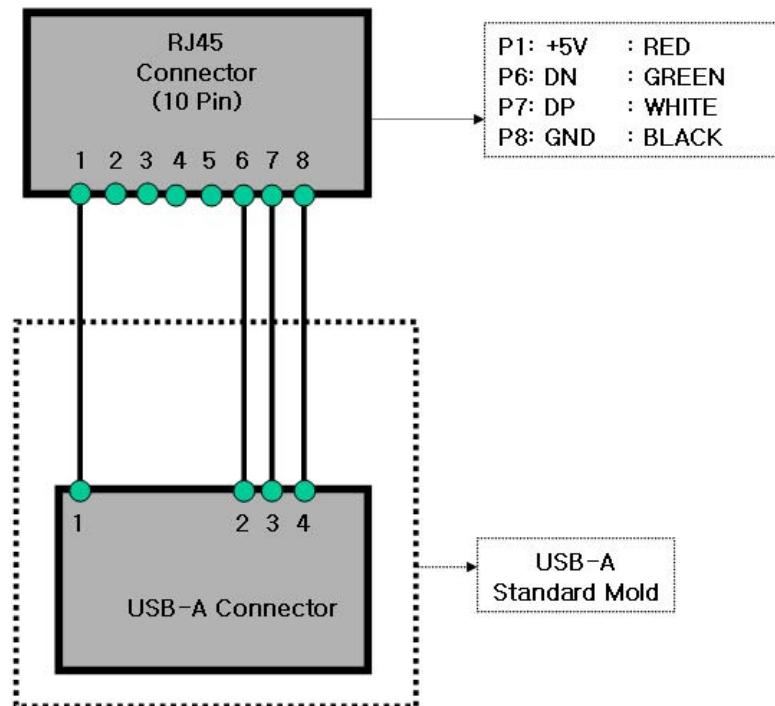 RJ45
Connector
(10 Pin)
1 2 3 4 5 6 7 8
P1: +5V : RED
P6: DN : GREEN
P7: DP : WHITE
P8: GND : BLACK
1 2 3 4
USB-A Connector
USB-A
Standard Mold